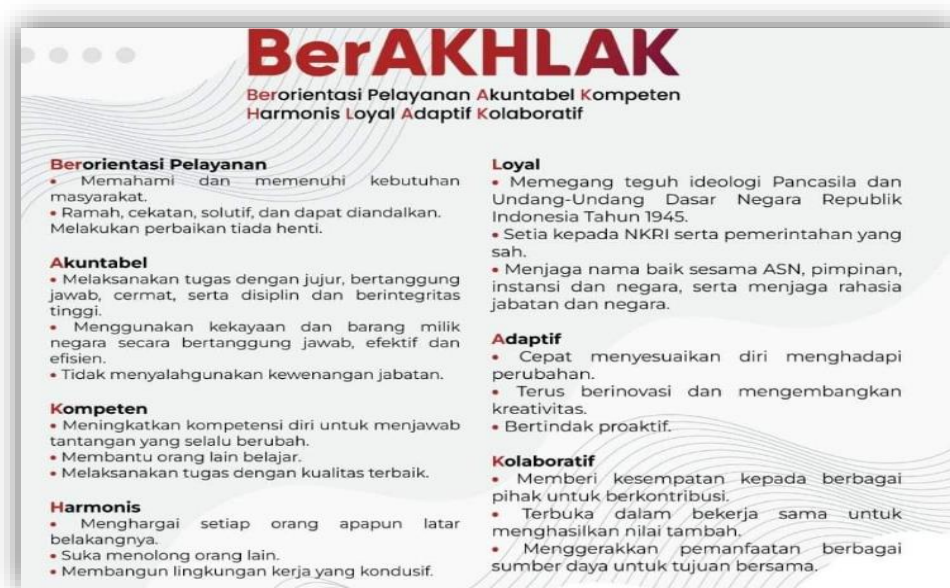 BerAKHLAK
Berorientasi Pelayanan Akuntabel Kompeten
Harmonis Loyal Adaptif Kolaboratif
Berorientasi Pelayanan
• Memahami dan memenuhi kebutuhan
masyarakat.
• Ramah, cekatan, solutif, dan dapat diandalkan.
Melakukan perbaikan tiada henti.
Akuntabel
• Melaksanakan tugas dengan jujur, bertanggung
jawab, cermat, serta disiplin dan berintegritas
tinggi.
• Menggunakan kekayaan dan barang milik
negara secara bertanggung jawab, efektif dan
efisien.
• Tidak menyalahgunakan kewenangan jabatan.
Kompeten
• Meningkatkan kompetensi diri untuk menjawab
tantangan yang selalu berubah.
• Membantu orang lain belajar.
• Melaksanakan tugas dengan kualitas terbaik.
Harmonis
• Menghargai setiap orang apapun latar
belakangnya.
• Suka menolong orang lain.
• Membangun lingkungan kerja yang kondusif.
Loyal
• Memegang teguh ideologi Pancasila dan
Undang-Undang Dasar Negara Republik
Indonesia Tahun 1945.
• Setia kepada NKRI serta pemerintahan yang
sah.
• Menjaga nama baik sesama ASN, pimpinan,
instansi dan negara, serta menjaga rahasia
jabatan dan negara.
Adaptif
• Cepat menyesuaikan diri menghadapi
perubahan.
• Terus berinovasi dan mengembangkan
kreativitas.
• Bertindak proaktif.
Kolaboratif
• Memberi kesempatan kepada berbagai
pihak untuk berkontribusi.
• Terbuka dalam bekerja sama untuk
menghasilkan nilai tambah.
• Menggerakkan pemanfaatan berbagai
sumber daya untuk tujuan bersama.